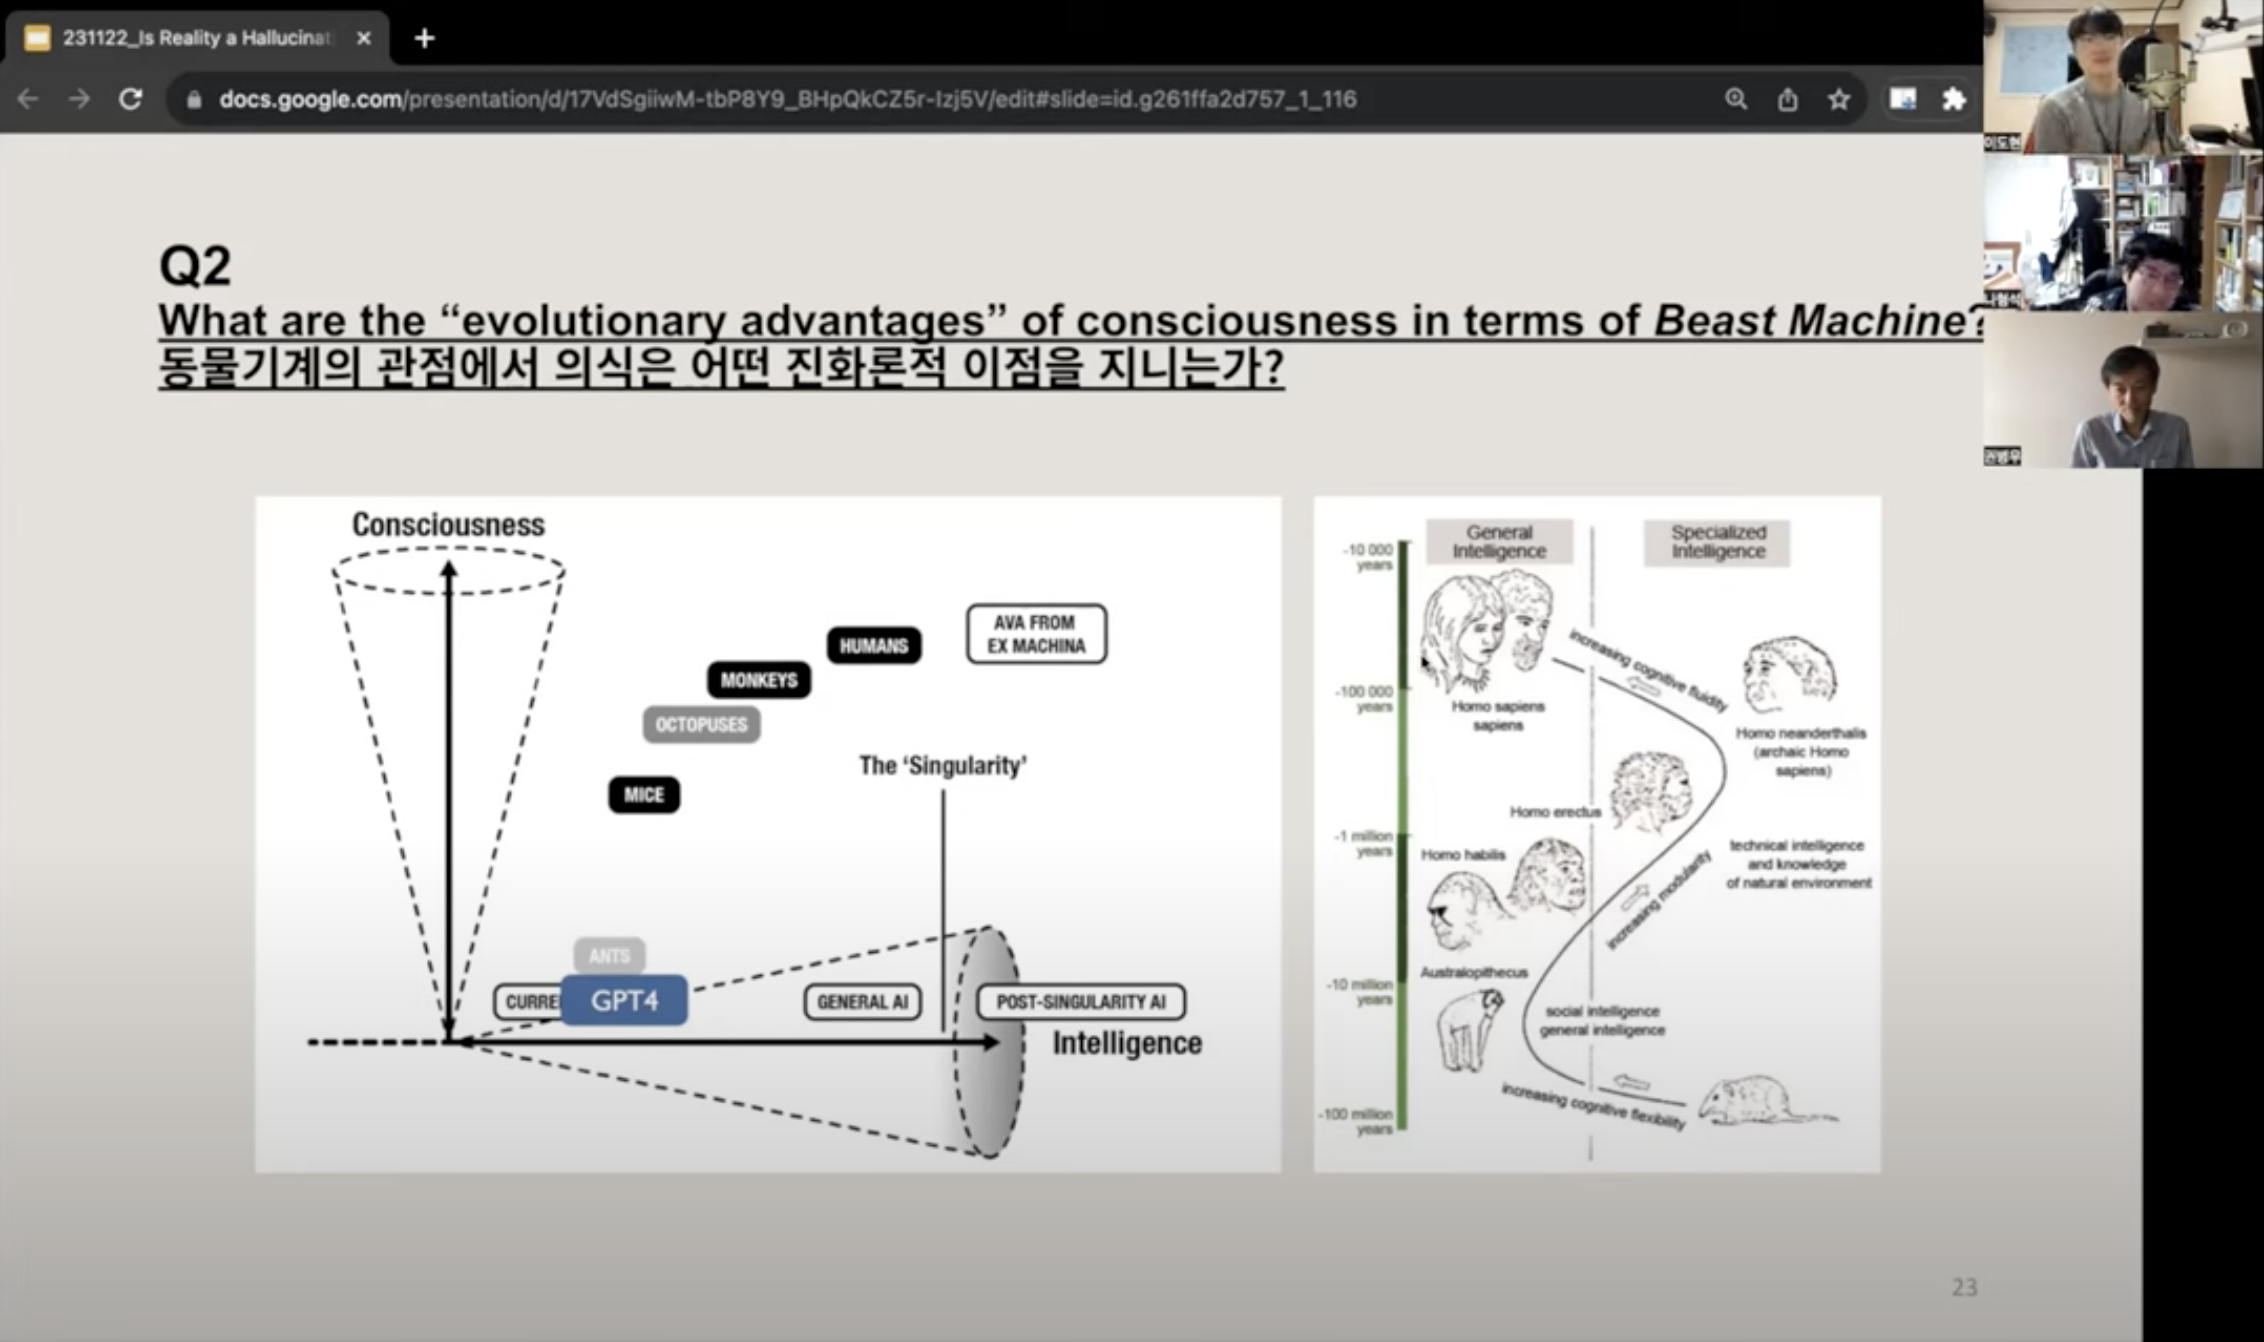 231122_Is Reality a Hallucinat
docs.google.com/presentation/d/17VdSgiiwM-tbP8Y9_BHpQkCZ5r-Izj5V/edit#slide=id.g261ffa2d757_1_116
이도현
나형석
권병우
Q2
What are the “evolutionary advantages” of consciousness in terms of Beast Machine?
동물기계의 관점에서 의식은 어떤 진화론적 이점을 지니는가?
Consciousness
HUMANS
AVA FROM
EX MACHINA
MONKEYS
OCTOPUSES
The ‘Singularity’
MICE
ANTS
CURRE
GPT4
GENERAL AI
POST-SINGULARITY AI
Intelligence
General
Intelligence
Specialized
Intelligence
-10 000
years
increasing cognitive fluidity
-100 000
years
Homo sapiens
sapiens
Homo neanderthalis
(archaic Homo
sapiens)
Homo erectus
-1 million
years
Homo habilis
technical intelligence
and knowledge
of natural environment
increasing modularity
Australopithecus
-10 million
years
social intelligence
general intelligence
increasing cognitive flexibility
-100 million
years
23